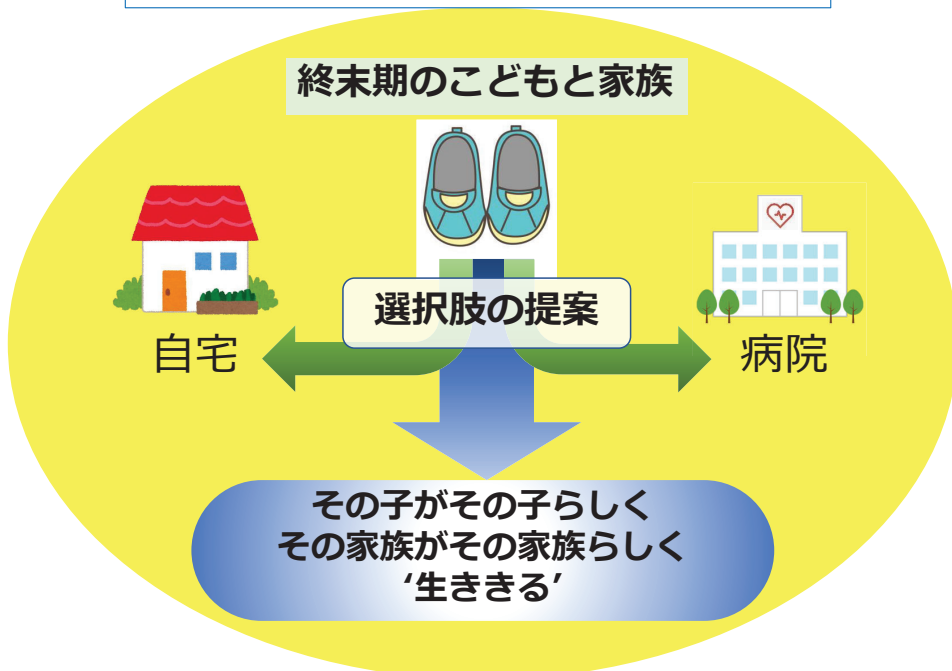 終末期のこどもと家族
選択肢の提案
自宅
病院
その子がその子らしく
その家族がその家族らしく
‘生ききる’